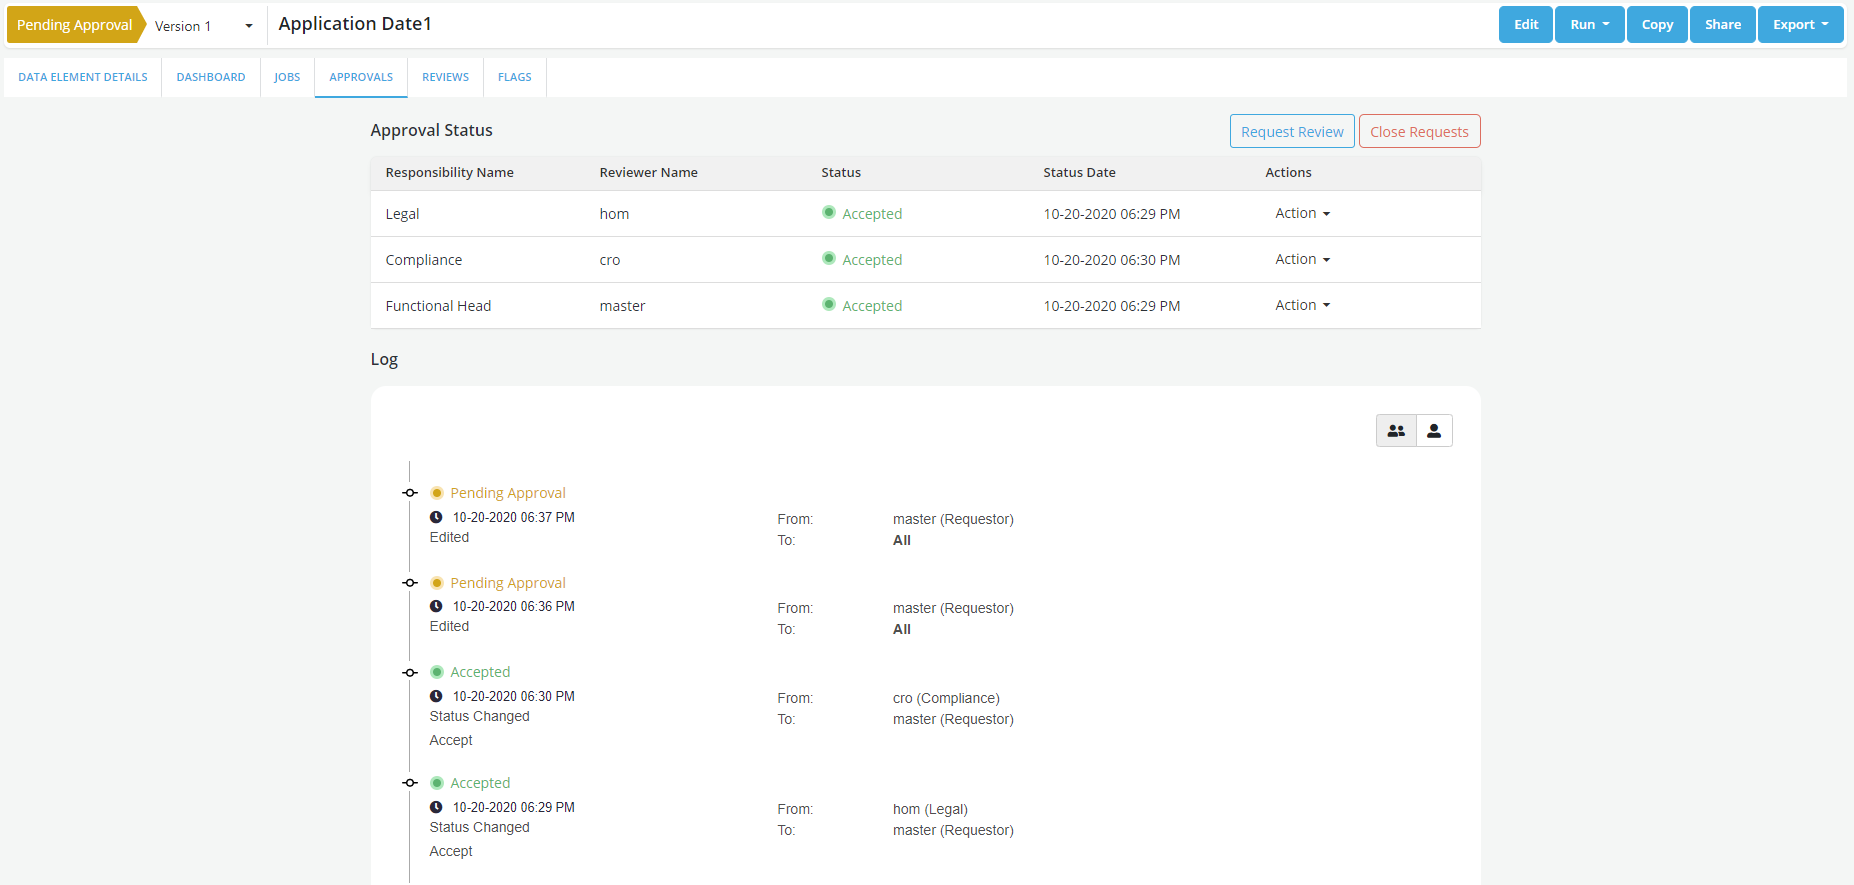 Pending Approval Version 1 Application Date1 Edit Run Copy Share Export
DATA ELEMENT DETAILS DASHBOARD JOBS APPROVALS REVIEWS FLAGS
Approval Status Request Review Close Requests
Responsibility Name Reviewer Name Status Status Date Actions
Legal hom Accepted 10-20-2020 06:29 PM Action
Compliance cro Accepted 10-20-2020 06:30 PM Action
Functional Head master Accepted 10-20-2020 06:29 PM Action
Log
Pending Approval
10-20-2020 06:37 PM From: master (Requestor)
Edited To: All
Pending Approval
10-20-2020 06:36 PM From: master (Requestor)
Edited To: All
Accepted
10-20-2020 06:30 PM From: cro (Compliance)
Status Changed To: master (Requestor)
Accept
Accepted
10-20-2020 06:29 PM From: hom (Legal)
Status Changed To: master (Requestor)
Accept